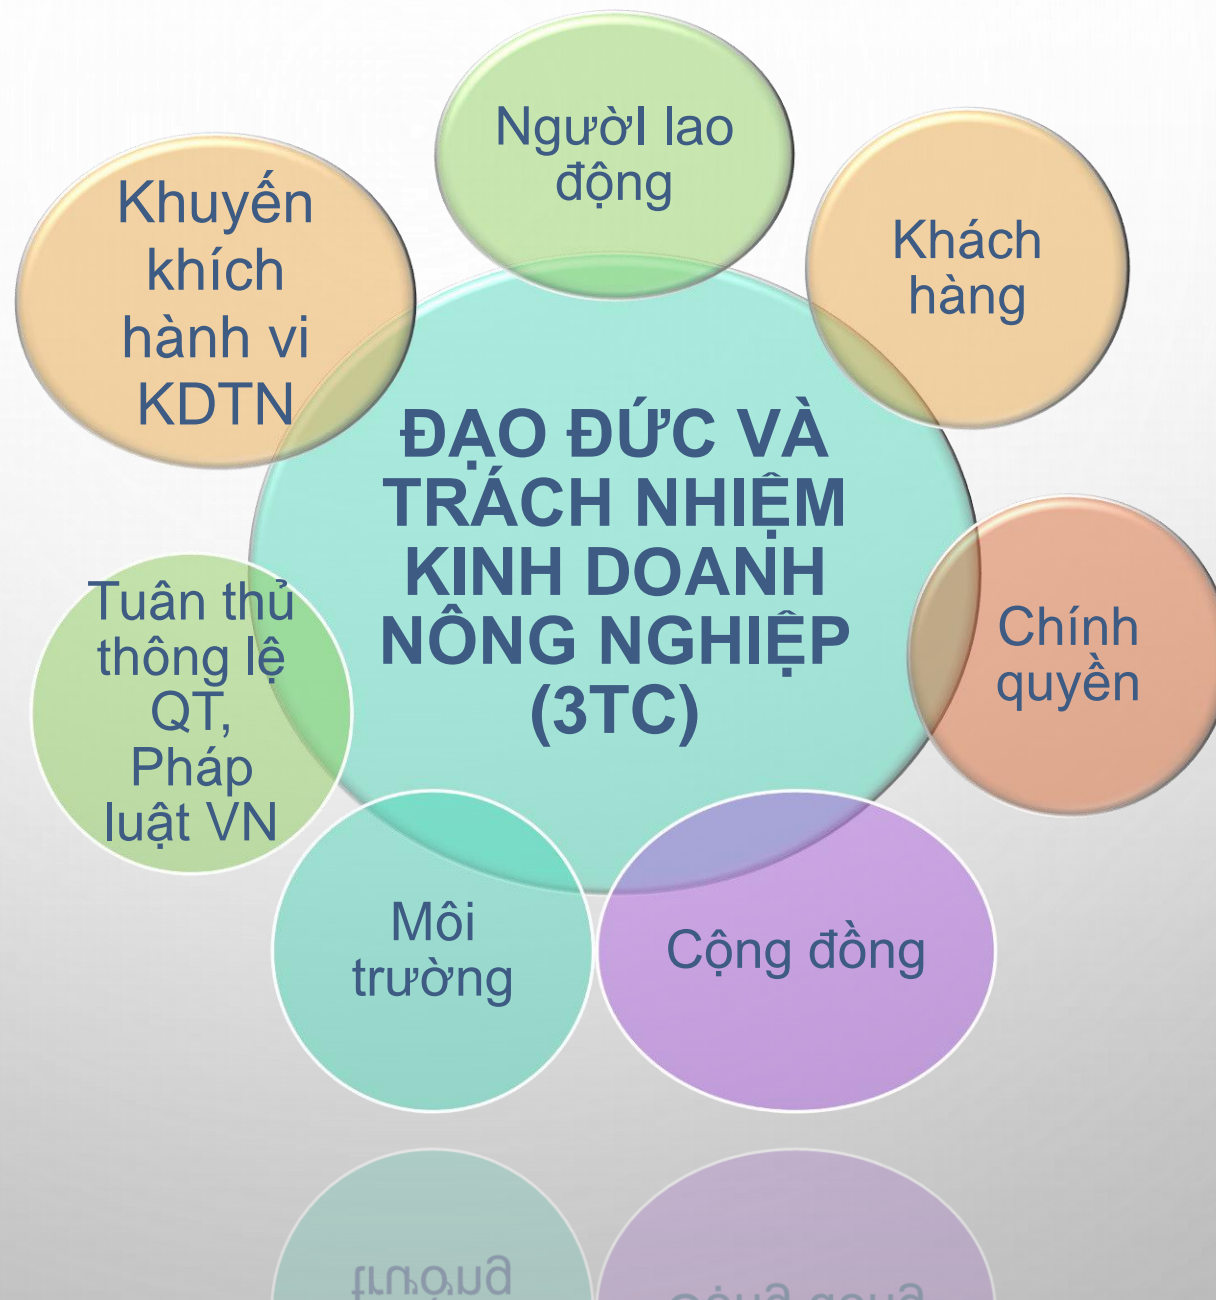 NgườI lao
động
Khách
hàng
Khuyến
khích
hành vi
KDTN
ĐẠO ĐỨC VÀ
TRÁCH NHIỆM
KINH DOANH
NÔNG NGHIỆP
(3TC)
Chính
quyền
Tuân thủ
thông lệ
QT,
Pháp
luật VN
Môi
trường
Cộng đồng